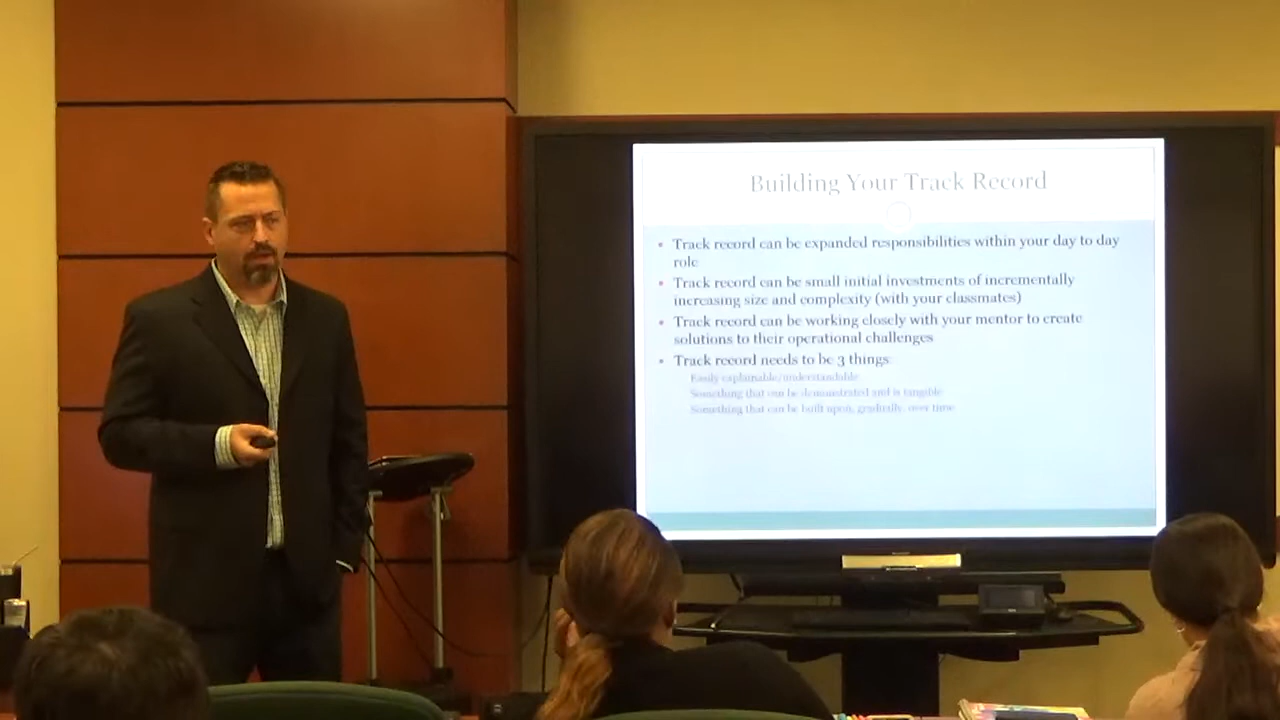 Building Your Track Record
Track record can be expanded responsibilities within your day to day
role
Track record can be small initial investments of incrementally
increasing size and complexity (with your classmates)
Track record can be working closely with your mentor to create
solutions to their operational challenges
Track record needs to be 3 things:
Easily explainable/understandable
Something that can be demonstrated and is tangible
Something that can be built upon, gradually, over time